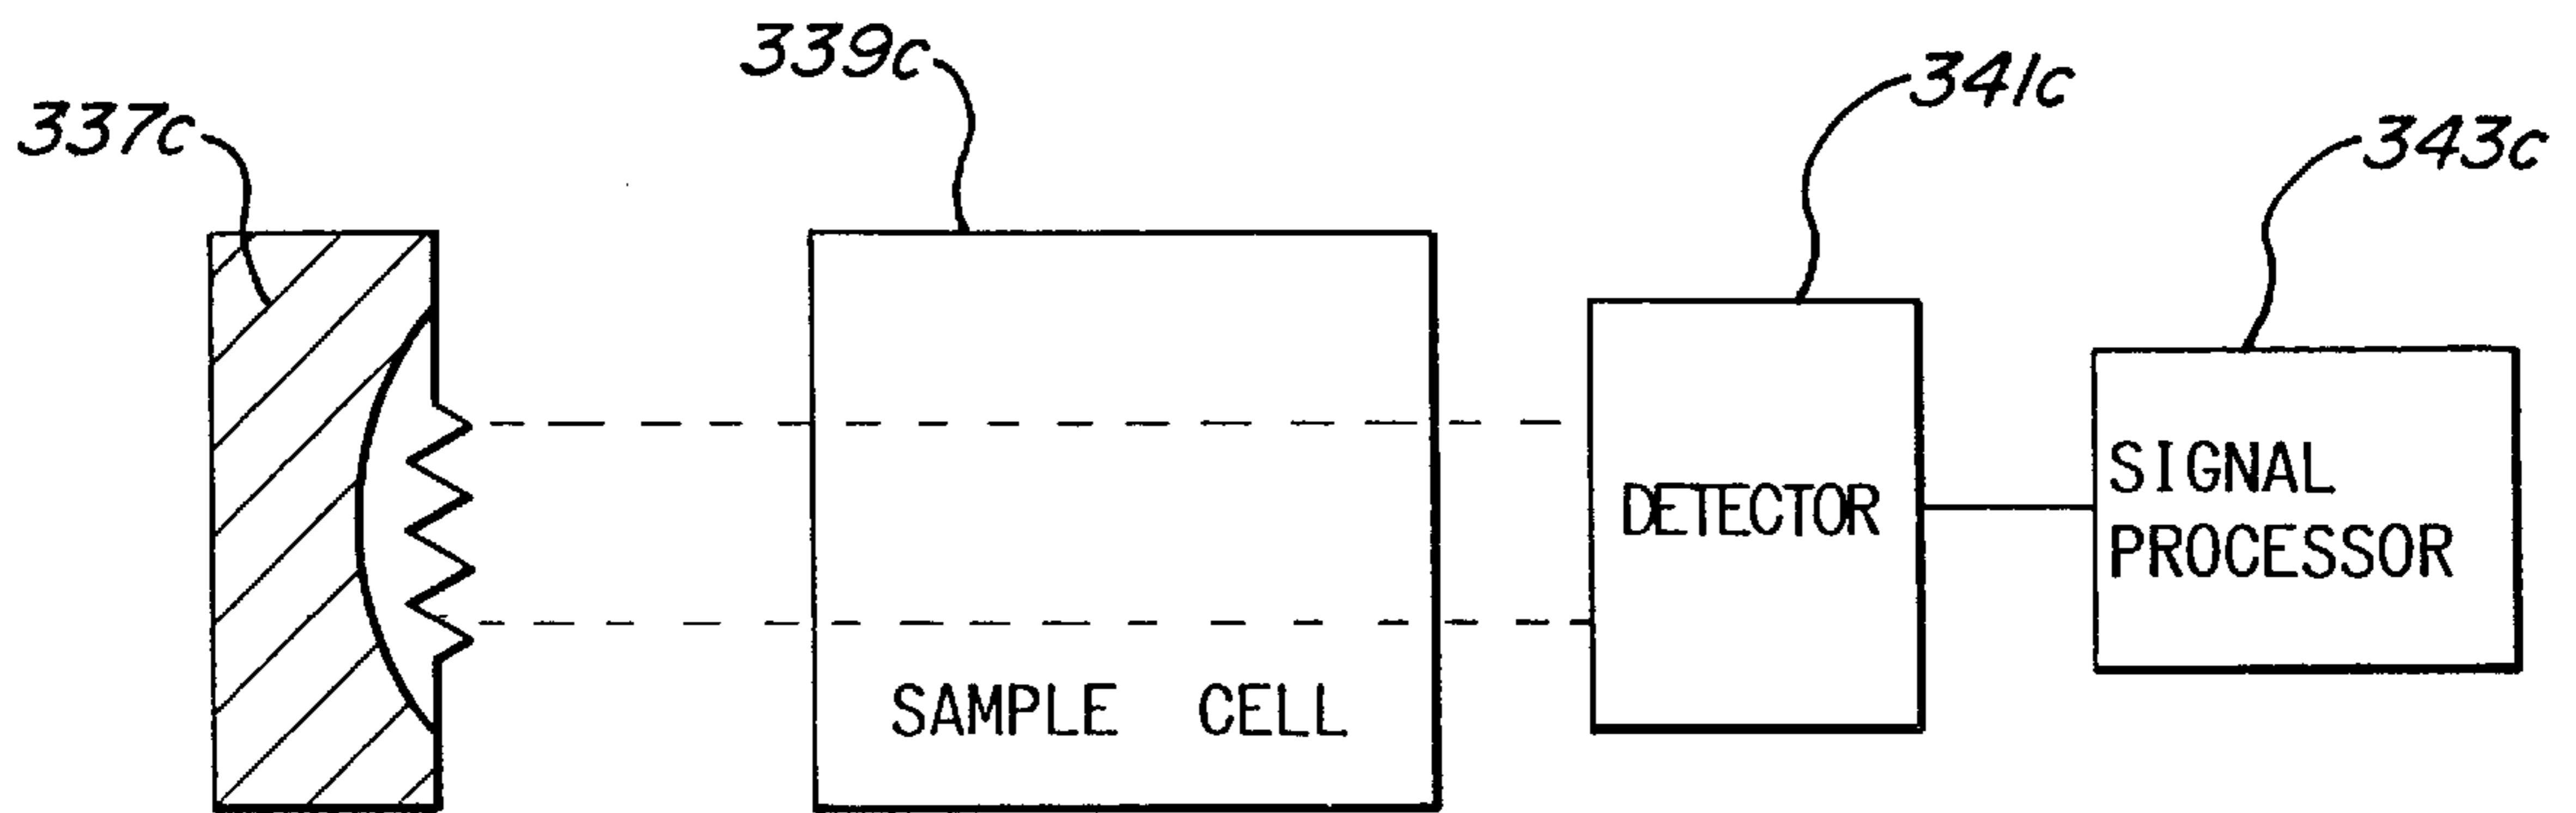 339c
341c
337c
343c
DETECTOR
SIGNAL
PROCESSOR
SAMPLE CELL